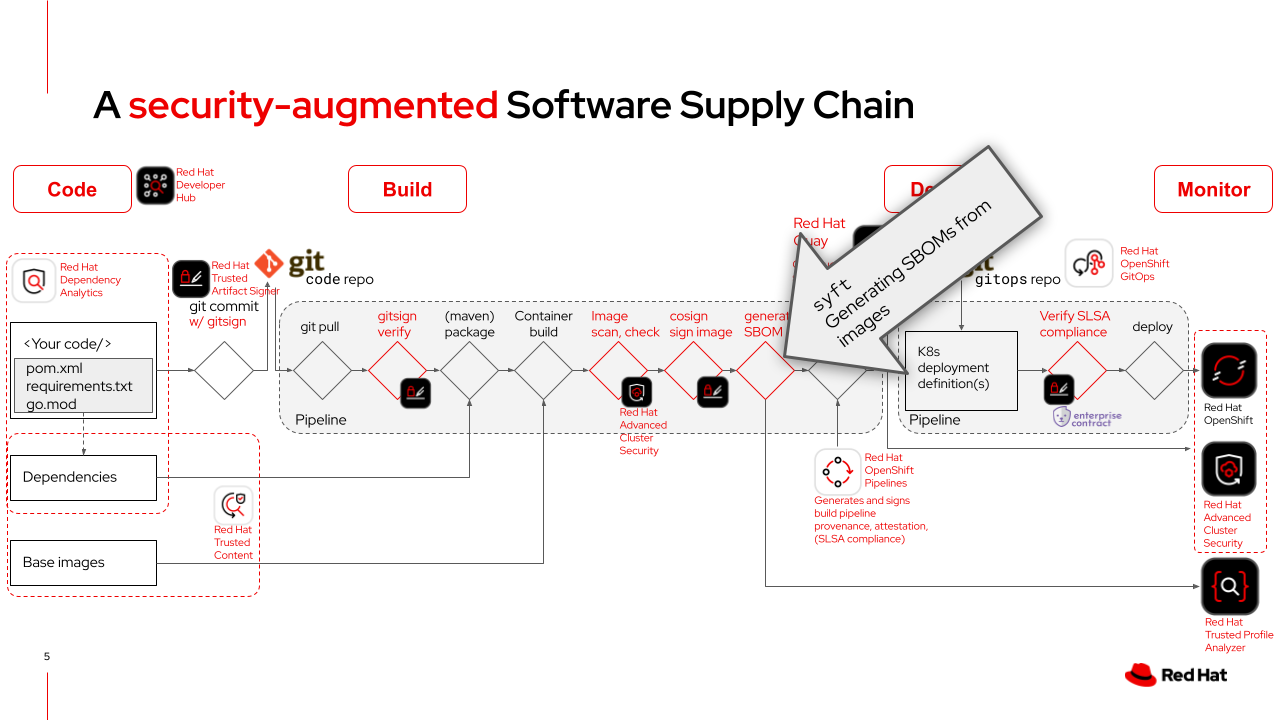 A security-augmented Software Supply Chain
Code
Red Hat
Developer
Hub
Build
Monitor
Red Hat
Dependency
Analytics
Red Hat
Trusted
Artifact Signer
git
code repo
git commit
w/ gitsign
<Your code/>
pom.xml
requirements.txt
go.mod
Dependencies
Base images
Red Hat
Trusted
Content
git pull
gitsign
verify
(maven)
package
Container
build
Image
scan, check
cosign
sign image
SBOM
Pipeline
Red Hat
Advanced
Cluster
Security
Red Hat
syft
Generating SBOMs from
images
Red Hat
OpenShift
Pipelines
Generates and signs
build pipeline
provenance, attestation,
(SLSA compliance)
gitops repo
Red Hat
OpenShift
GitOps
K8s
deployment
definition(s)
Verify SLSA
compliance
deploy
enterprise
contract
Pipeline
Red Hat
OpenShift
Red Hat
Advanced
Cluster
Security
Red Hat
Trusted Profile
Analyzer
5
Red Hat